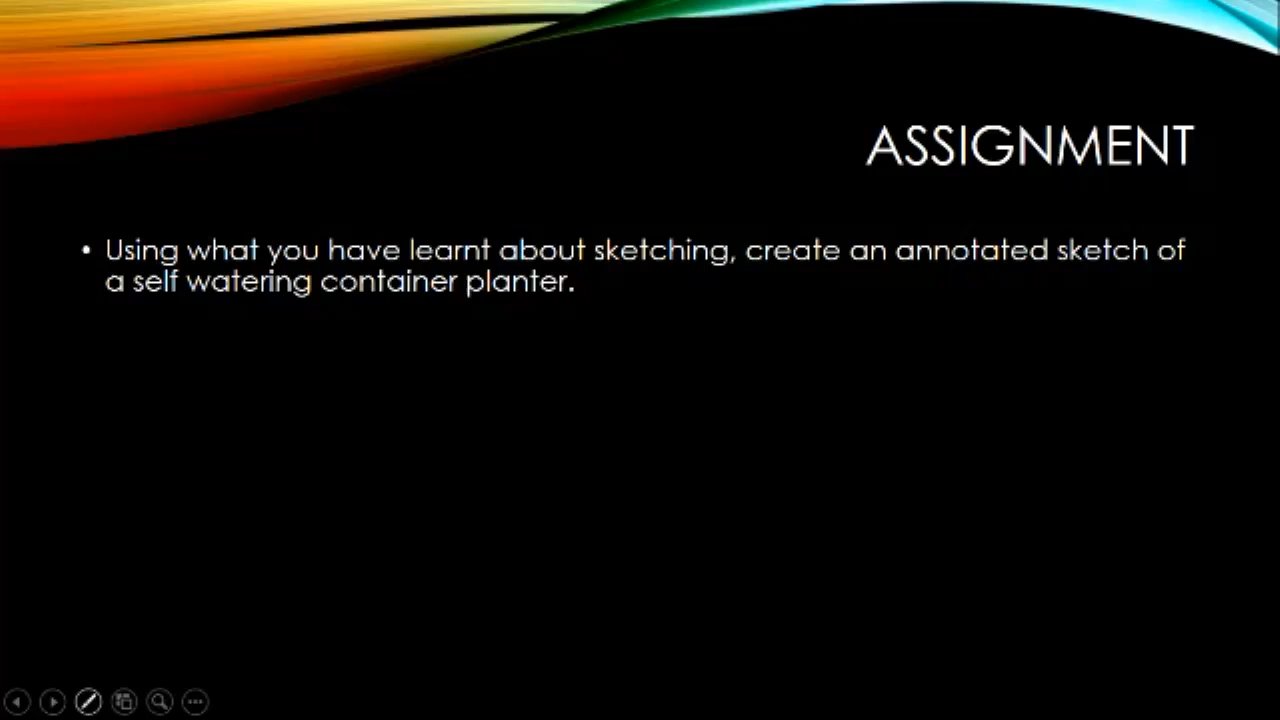 ASSIGNMENT
• Using what you have learnt about sketching, create an annotated sketch of
a self watering container planter.